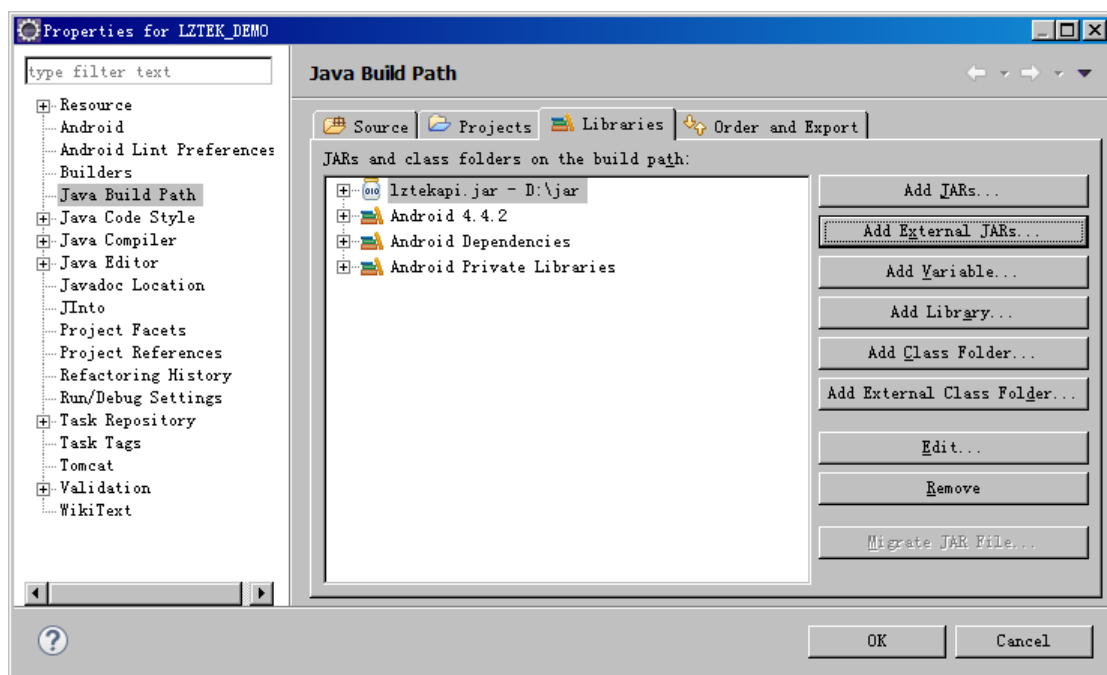 Properties for LZTEK_DEMO
type filter text
Resource
Android
Android Lint Preferences
Builders
Java Build Path
Java Code Style
Java Compiler
Java Editor
Javadoc Location
JInto
Project Facets
Project References
Refactoring History
Run/Debug Settings
Task Repository
Task Tags
Tomcat
Validation
WikiText
Java Build Path
Source Projects Libraries Order and Export
JARs and class folders on the build path:
lztekapi.jar - D:\jar
Android 4.4.2
Android Dependencies
Android Private Libraries
Add JARs...
Add External JARs...
Add Variable...
Add Library...
Add Class Folder...
Add External Class Folder...
Edit...
Remove
Migrate JAR File...
OK Cancel